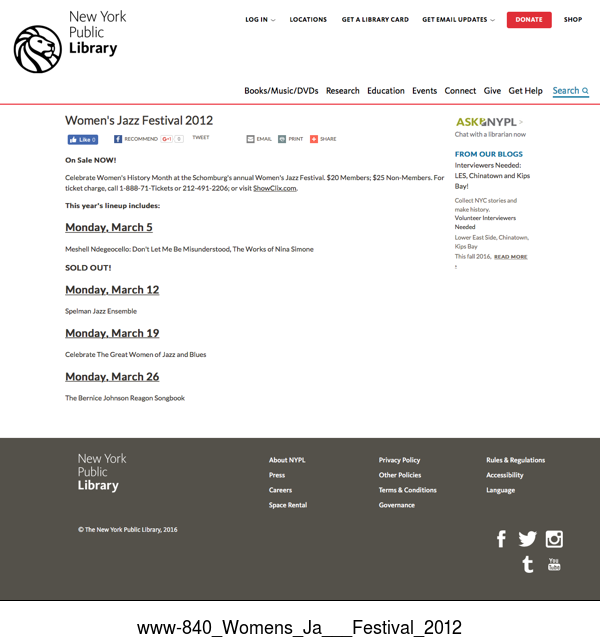 New York
Public
Library
LOG IN
LOCATIONS
GET A LIBRARY CARD
GET EMAIL UPDATES
DONATE
SHOP
Books/Music/DVDs Research Education Events Connect Give Get Help Search
Women's Jazz Festival 2012
Like 0
RECOMMEND
G+1 0
TWEET
EMAIL
PRINT
SHARE
On Sale NOW!
Celebrate Women's History Month at the Schomburg's annual Women's Jazz Festival. $20 Members; $25 Non-Members. For
ticket charge, call 1-888-71-Tickets or 212-491-2206; or visit ShowClix.com.
This year's lineup includes:
Monday, March 5
Meshell Ndegeocello: Don't Let Me Be Misunderstood, The Works of Nina Simone
SOLD OUT!
Monday, March 12
Spelman Jazz Ensemble
Monday, March 19
Celebrate The Great Women of Jazz and Blues
Monday, March 26
The Bernice Johnson Reagon Songbook
ASK NYPL >
Chat with a librarian now
FROM OUR BLOGS
Interviewers Needed:
LES, Chinatown and Kips
Bay!
Collect NYC stories and
make history.
Volunteer Interviewers
Needed
Lower East Side, Chinatown,
Kips Bay
This fall 2016, READ MORE
New York
Public
Library
About NYPL
Press
Careers
Space Rental
Privacy Policy
Other Policies
Terms & Conditions
Governance
Rules & Regulations
Accessibility
Language
© The New York Public Library, 2016
You
Tube
www-840_Womens_Ja___Festival_2012